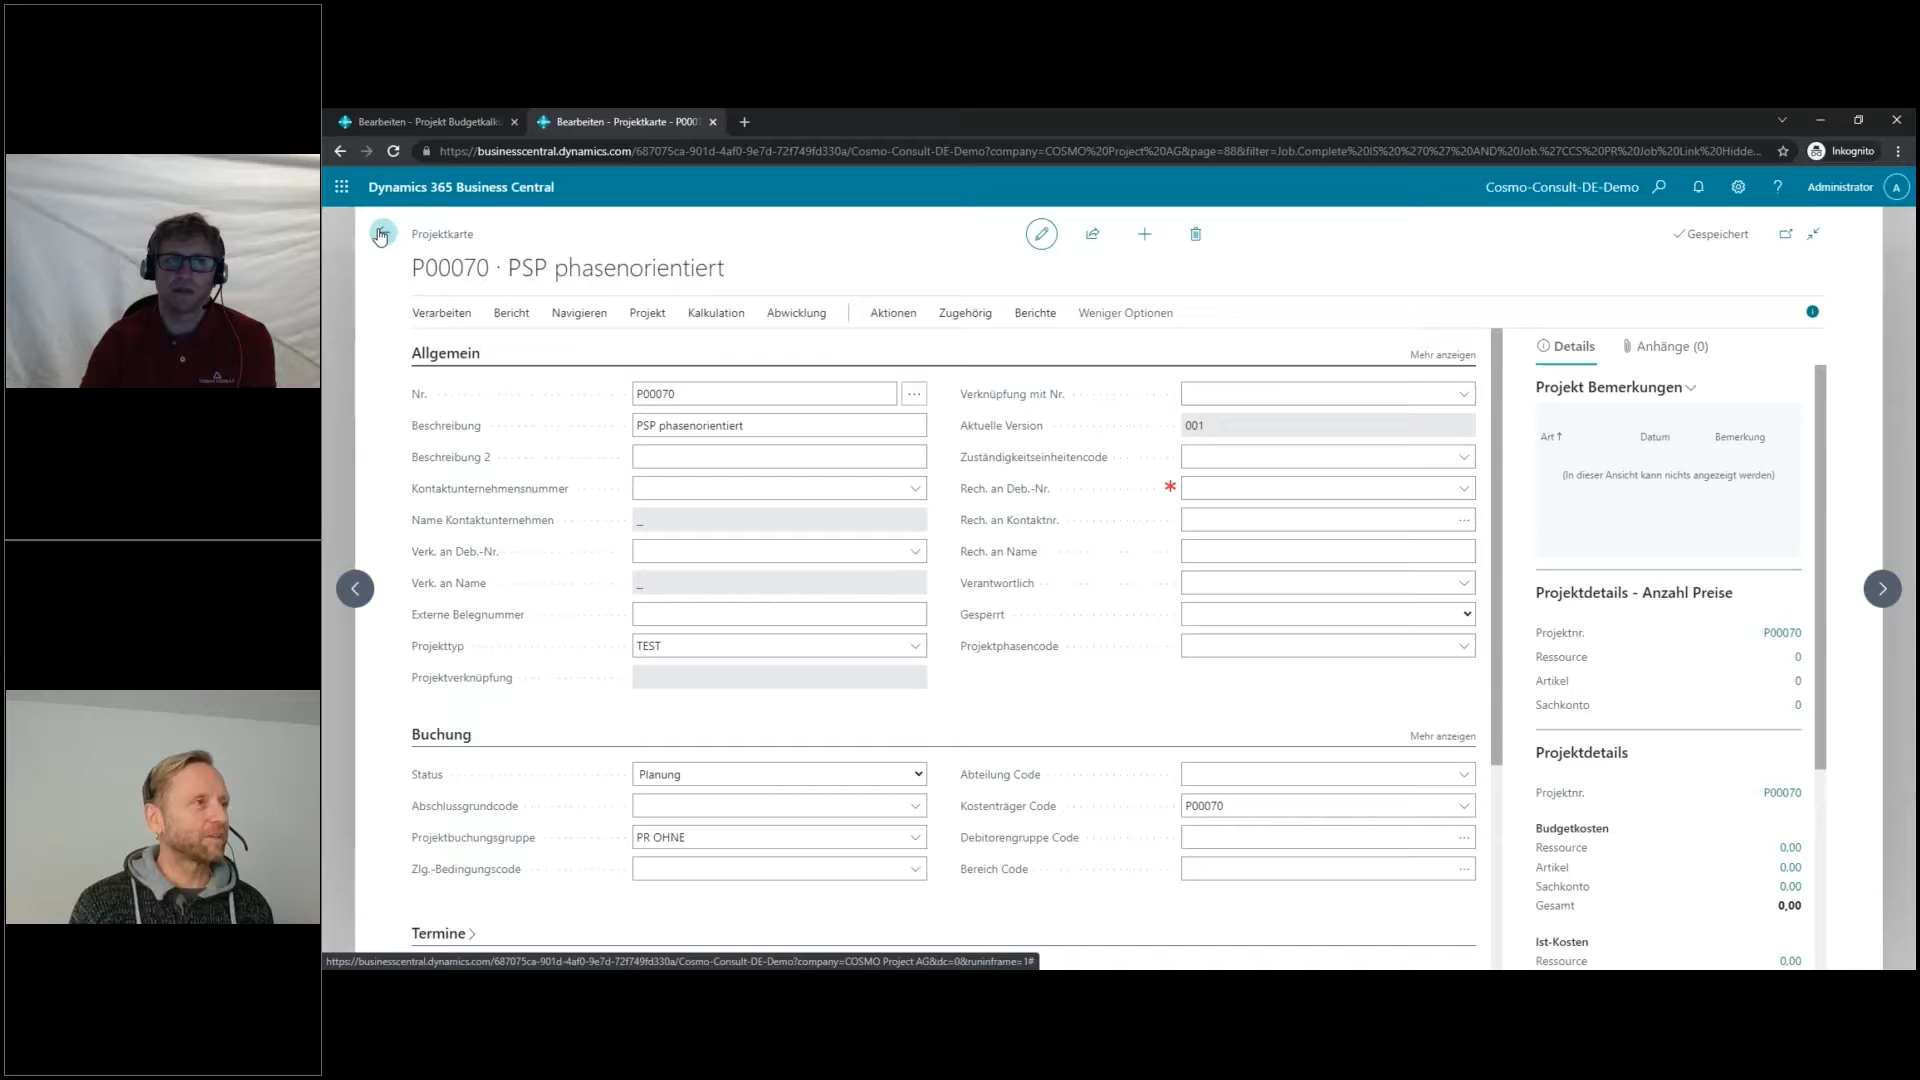 Bearbeiten - Projekt Budgetkalk
Bearbeiten - Projektkarte - P000
https://businesscentral.dynamics.com/687075ca-901d-4af0-9e7d-72f749fd330a/Cosmo-Consult-DE-Demo?company=COSMO%20Project%20AG&page=88&filter=Job.Complete%20IS%20%270%27%20AND%20Job.%27CCS%20PR%20Job%20Link%20Hidde...
Inkognito
Dynamics 365 Business Central
Cosmo-Consult-DE-Demo
?
Administrator
A
Projektkarte
Gespeichert
P00070 · PSP phasenorientiert
Verarbeiten Bericht Navigieren Projekt Kalkulation Abwicklung Aktionen Zugehörig Berichte Weniger Optionen
Allgemein
Mehr anzeigen
Nr. P00070
Beschreibung PSP phasenorientiert
Beschreibung 2
Kontaktunternehmensnummer
Name Kontaktunternehmen _
Verk. an Deb.-Nr.
Verk. an Name _
Externe Belegnummer
Projekttyp TEST
Projektverknüpfung
Verknüpfung mit Nr.
Aktuelle Version 001
Zuständigkeitseinheitencode
Rech. an Deb.-Nr. *
Rech. an Kontaktnr.
Rech. an Name
Verantwortlich
Gesperrt
Projektphasencode
Buchung
Mehr anzeigen
Status Planung
Abschlussgrundcode
Projektbuchungsgruppe PR OHNE
Zlg.-Bedingungscode
Abteilung Code
Kostenträger Code P00070
Debitorengruppe Code
Bereich Code
Termine
Details Anhänge (0)
Projekt Bemerkungen
Art Datum Bemerkung
(In dieser Ansicht kann nichts angezeigt werden)
Projektdetails - Anzahl Preise
Projektnr. P00070
Ressource 0
Artikel 0
Sachkonto 0
Projektdetails
Projektnr. P00070
Budgetkosten
Ressource 0,00
Artikel 0,00
Sachkonto 0,00
Gesamt 0,00
Ist-Kosten
Ressource 0,00
https://businesscentral.dynamics.com/687075ca-901d-4af0-9e7d-72f749fd330a/Cosmo-Consult-DE-Demo?company=COSMO Project AG&dc=0&runinframe=1#